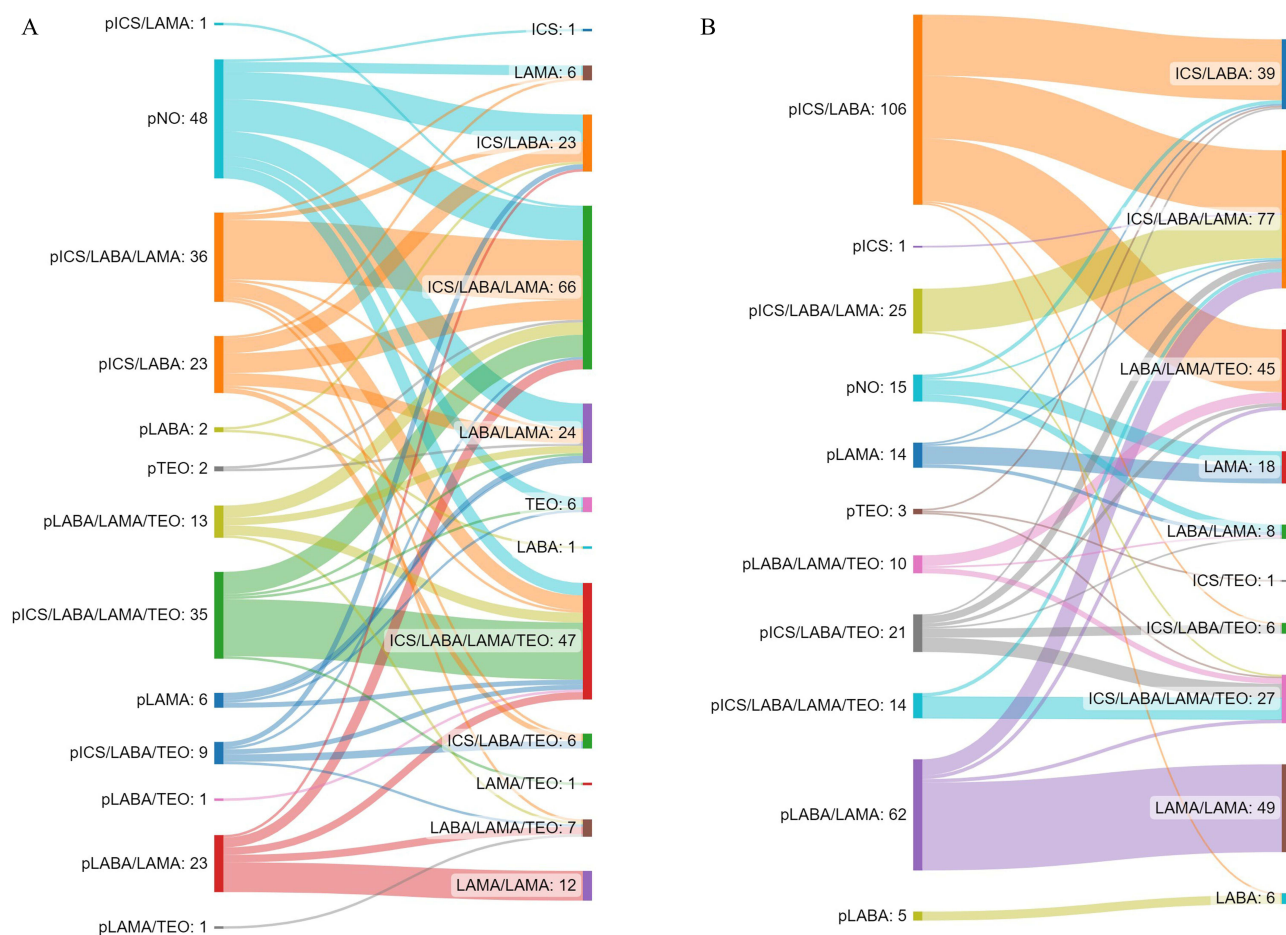 A
pICS/LAMA: 1
pNO: 48
pICS/LABA/LAMA: 36
pICS/LABA: 23
pLABA: 2
pTEO: 2
pLABA/LAMA/TEO: 13
pICS/LABA/LAMA/TEO: 35
pLAMA: 6
pICS/LABA/TEO: 9
pLABA/TEO: 1
pLABA/LAMA: 23
pLAMA/TEO: 1
ICS: 1
LAMA: 6
ICS/LABA: 23
ICS/LABA/LAMA: 66
LABA/LAMA: 24
TEO: 6
LABA: 1
ICS/LABA/LAMA/TEO: 47
ICS/LABA/TEO: 6
LAMA/TEO: 1
LABA/LAMA/TEO: 7
LAMA/LAMA: 12
B
pICS/LABA: 106
pICS: 1
pICS/LABA/LAMA: 25
pNO: 15
pLAMA: 14
pTEO: 3
pLABA/LAMA/TEO: 10
pICS/LABA/TEO: 21
pICS/LABA/LAMA/TEO: 14
pLABA/LAMA: 62
pLABA: 5
ICS/LABA: 39
ICS/LABA/LAMA: 77
LABA/LAMA/TEO: 45
LAMA: 18
LABA/LAMA: 8
ICS/TEO: 1
ICS/LABA/TEO: 6
ICS/LABA/LAMA/TEO: 27
LAMA/LAMA: 49
LABA: 6